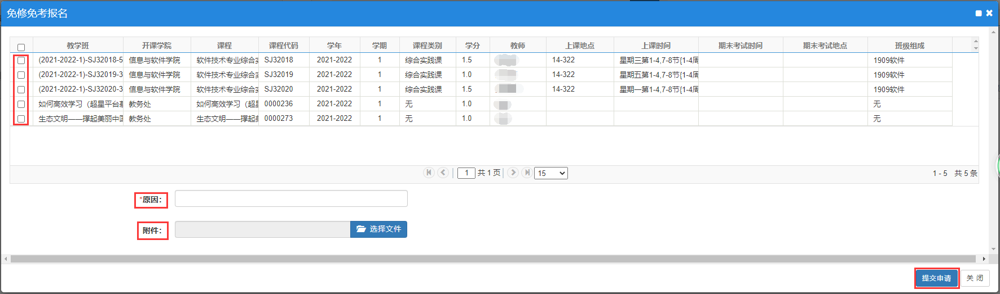 免修免考报名
教学班 开课学院 课程 课程代码 学年 学期 课程类别 学分 教师 上课地点 上课时间 期末考试时间 期末考试地点 班级组成
(2021-2022-1)-SJ32018-5 信息与软件学院 软件技术专业综合实 SJ32018 2021-2022 1 综合实践课 1.5 14-322 星期三第1-4,7-8节{1-4周 1909软件
(2021-2022-1)-SJ32019-3 信息与软件学院 软件技术专业综合实 SJ32019 2021-2022 1 综合实践课 1.0 14-322 星期五第1-4,7-8节{1-4周 1909软件
(2021-2022-1)-SJ32020-3 信息与软件学院 软件技术专业综合实 SJ32020 2021-2022 1 综合实践课 1.5 14-322 星期一第1-4,7-8节{1-4周 1909软件
如何高效学习（超星平台慕 教务处 如何高效学习（超星 0000236 2021-2022 1 无 1.0 无
生态文明——撑起美丽中国 教务处 生态文明——撑起美 0000273 2021-2022 1 无 1.0 无
1 共 1 页 15 1 - 5 共 5 条
*原因：
附件： 选择文件
提交申请 关 闭